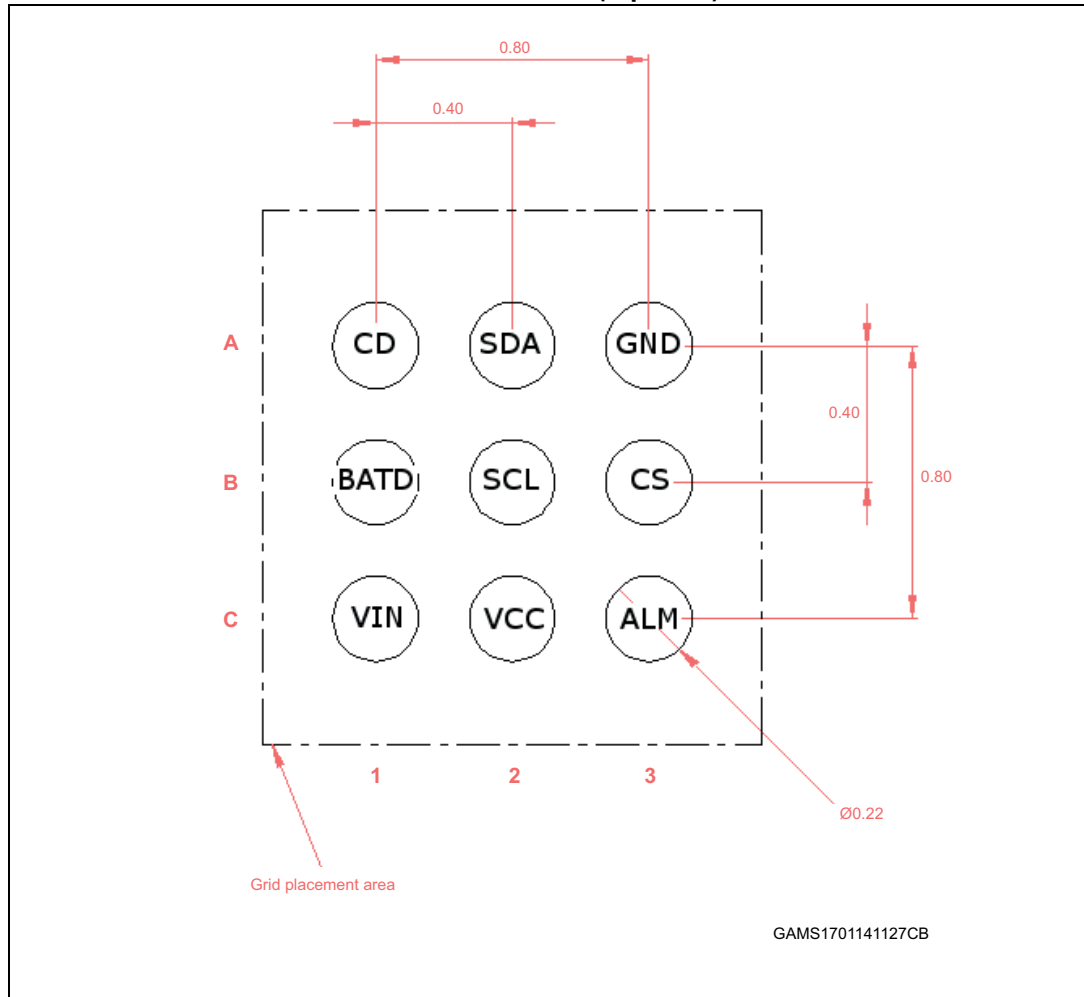 0.80
0.40
A CD SDA GND
0.40
B BATD SCL CS 0.80
C VIN VCC ALM
1 2 3
Ø0.22
Grid placement area
GAMS1701141127CB